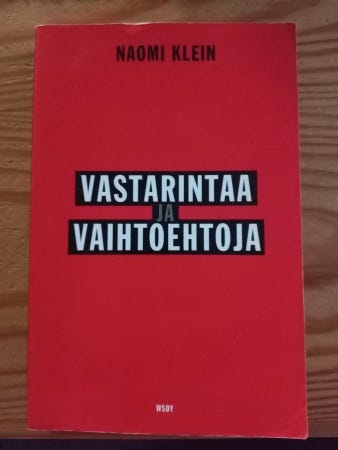 NAOMI KLEIN
VASTARINTAA
JA
VAIHTOEHTOJA
WSOY